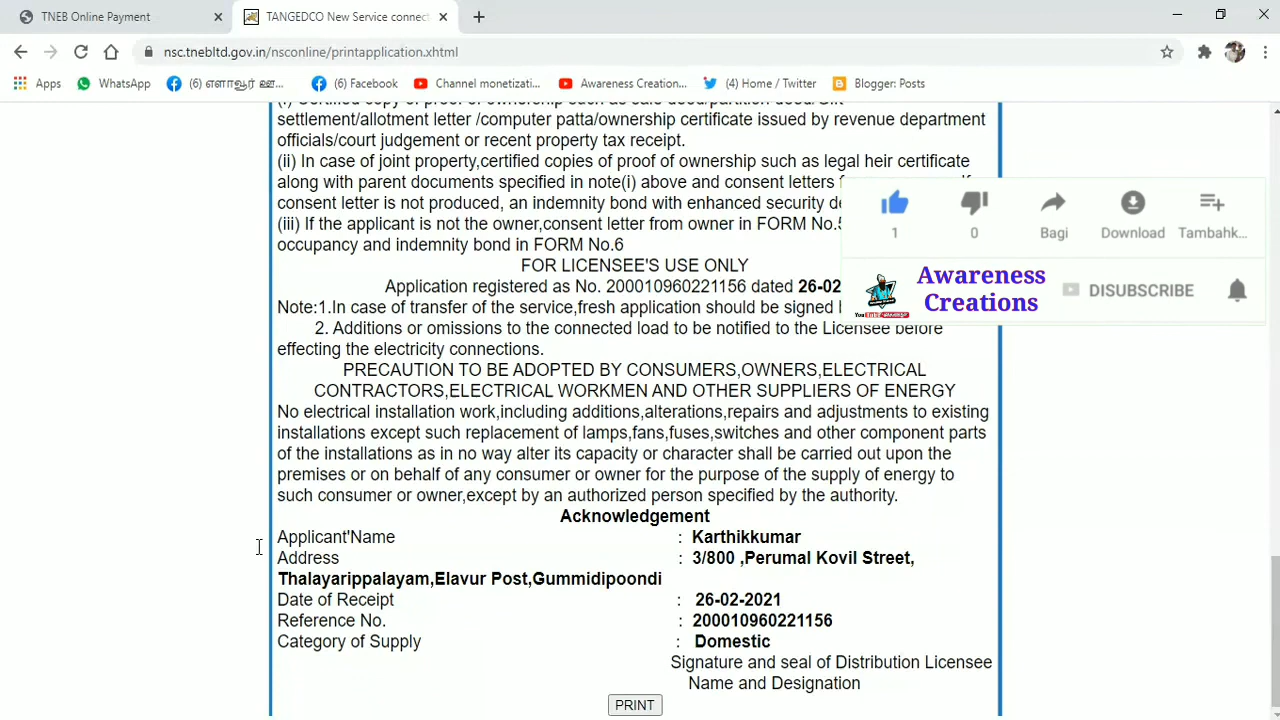 TNEB Online Payment
TANGEDCO New Service connect
nsc.tnebltd.gov.in/nsconline/printapplication.xhtml
Apps
WhatsApp
(6) எளாவூர் ஊ...
(6) Facebook
Channel monetizati...
Awareness Creation...
(4) Home / Twitter
Blogger: Posts
settlement/allotment letter /computer patta/ownership certificate issued by revenue department
officials/court judgement or recent property tax receipt.
(ii) In case of joint property,certified copies of proof of ownership such as legal heir certificate
along with parent documents specified in note(i) above and consent letters
consent letter is not produced, an indemnity bond with enhanced security
(iii) If the applicant is not the owner,consent letter from owner in FORM No.5
occupancy and indemnity bond in FORM No.6
FOR LICENSEE'S USE ONLY
Application registered as No. 200010960221156 dated 26-02
Note:1.In case of transfer of the service,fresh application should be signed
2. Additions or omissions to the connected load to be notified to the Licensee before
effecting the electricity connections.
PRECAUTION TO BE ADOPTED BY CONSUMERS,OWNERS,ELECTRICAL
CONTRACTORS,ELECTRICAL WORKMEN AND OTHER SUPPLIERS OF ENERGY
No electrical installation work,including additions,alterations,repairs and adjustments to existing
installations except such replacement of lamps,fans,fuses,switches and other component parts
of the installations as in no way alter its capacity or character shall be carried out upon the
premises or on behalf of any consumer or owner for the purpose of the supply of energy to
such consumer or owner,except by an authorized person specified by the authority.
Acknowledgement
Applicant'Name : Karthikkumar
Address : 3/800 ,Perumal Kovil Street,
Thalayarippalayam,Elavur Post,Gummidipoondi
Date of Receipt : 26-02-2021
Reference No. : 200010960221156
Category of Supply : Domestic
Signature and seal of Distribution Licensee
Name and Designation
PRINT
1
0
Bagi
Download
Tambahk...
Awareness
Creations
DISUBSCRIBE